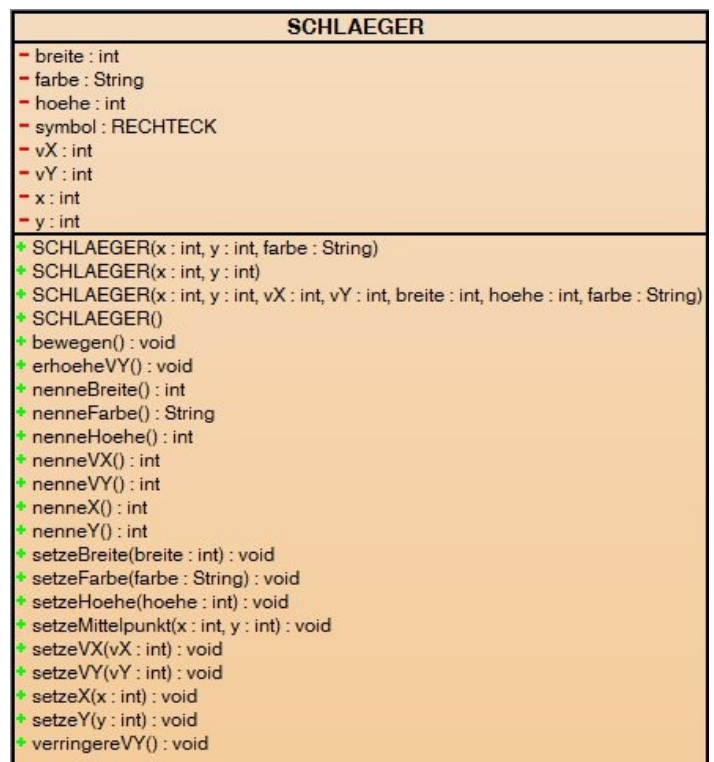 SCHLAEGER
- breite : int
- farbe : String
- hoehe : int
- symbol : RECHTECK
- vX : int
- vY : int
- x : int
- y : int
+ SCHLAEGER(x : int, y : int, farbe : String)
+ SCHLAEGER(x : int, y : int)
+ SCHLAEGER(x : int, y : int, vX : int, vY : int, breite : int, hoehe : int, farbe : String)
+ SCHLAEGER()
+ bewegen() : void
+ erhoeheVY() : void
+ nenneBreite() : int
+ nenneFarbe() : String
+ nenneHoehe() : int
+ nenneVX() : int
+ nenneVY() : int
+ nenneX() : int
+ nenneY() : int
+ setzeBreite(breite : int) : void
+ setzeFarbe(farbe : String) : void
+ setzeHoehe(hoehe : int) : void
+ setzeMittelpunkt(x : int, y : int) : void
+ setzeVX(vX : int) : void
+ setzeVY(vY : int) : void
+ setzeX(x : int) : void
+ setzeY(y : int) : void
+ verringereVY() : void